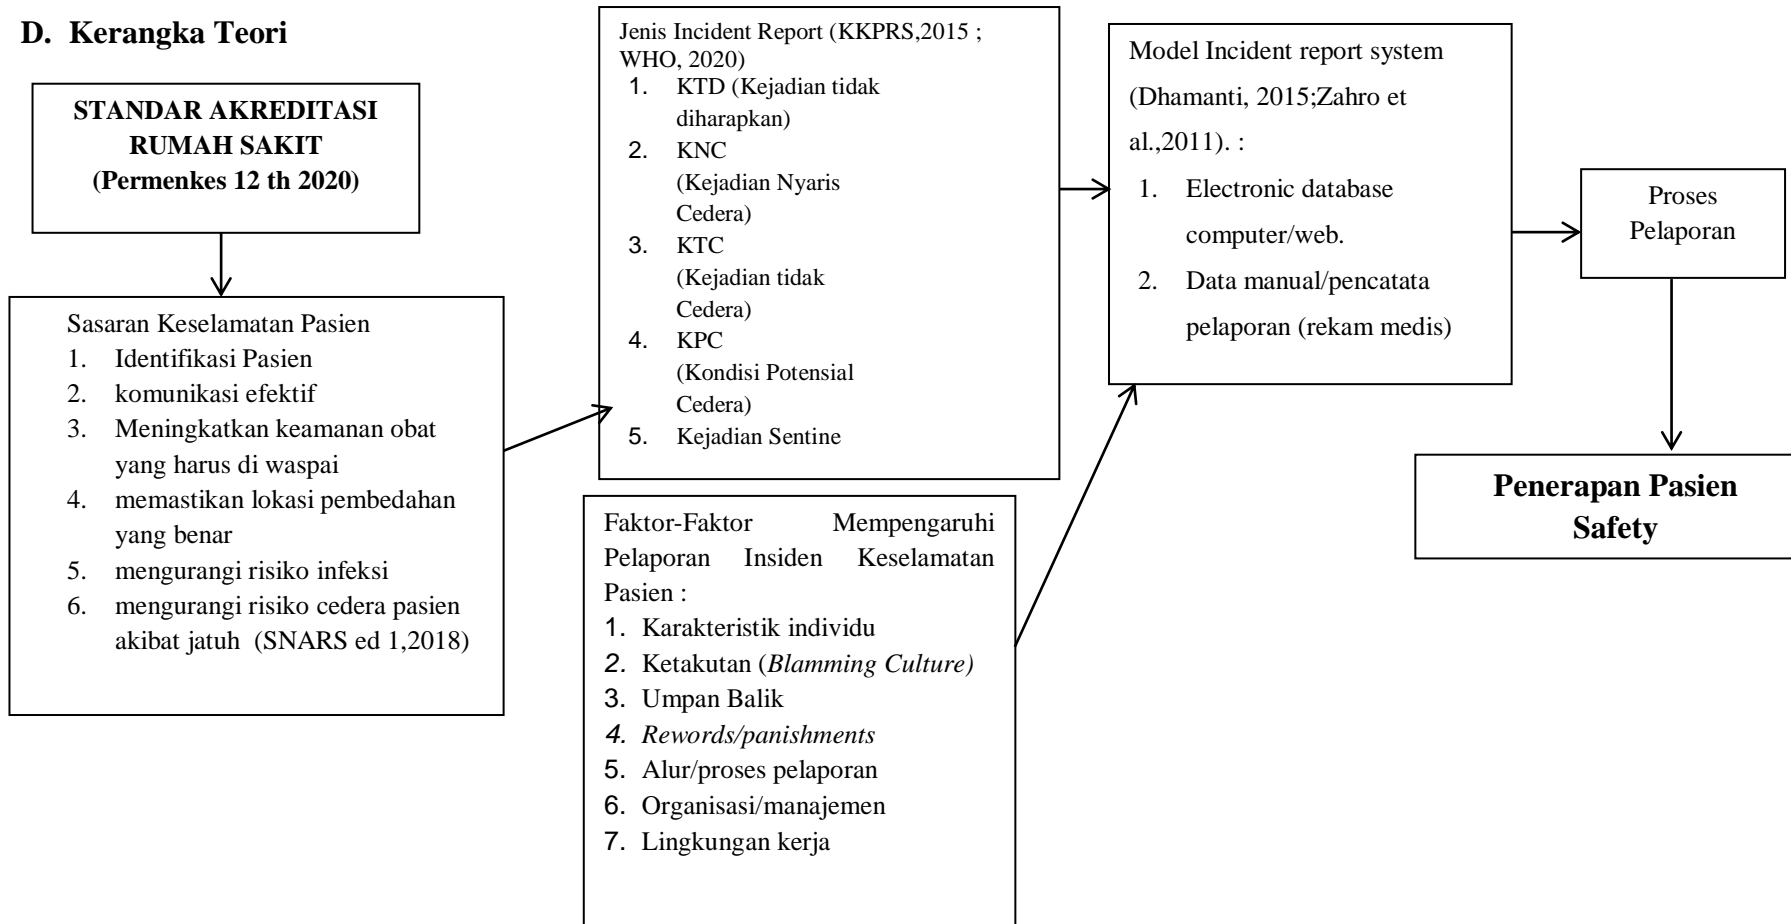 D. Kerangka Teori
STANDAR AKREDITASI
RUMAH SAKIT
(Permenkes 12 th 2020)
Sasaran Keselamatan Pasien
1. Identifikasi Pasien
2. komunikasi efektif
3. Meningkatkan keamanan obat
yang harus di waspai
4. memastikan lokasi pembedahan
yang benar
5. mengurangi risiko infeksi
6. mengurangi risiko cedera pasien
akibat jatuh (SNARS ed 1,2018)
Jenis Incident Report (KKPRS,2015 ;
WHO, 2020)
1. KTD (Kejadian tidak
diharapkan)
2. KNC
(Kejadian Nyaris
Cedera)
3. KTC
(Kejadian tidak
Cedera)
4. KPC
(Kondisi Potensial
Cedera)
5. Kejadian Sentine
Faktor-Faktor Mempengaruhi
Pelaporan Insiden Keselamatan
Pasien :
1. Karakteristik individu
2. Ketakutan (Blamming Culture)
3. Umpan Balik
4. Rewords/panishments
5. Alur/proses pelaporan
6. Organisasi/manajemen
7. Lingkungan kerja
Model Incident report system
(Dhamanti, 2015;Zahro et
al.,2011). :
1. Electronic database
computer/web.
2. Data manual/pencatata
pelaporan (rekam medis)
Proses
Pelaporan
Penerapan Pasien
Safety